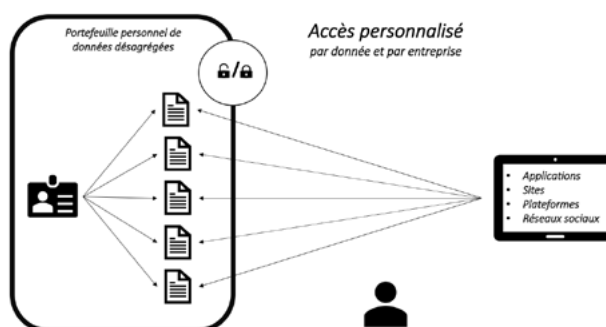 Portefeuille personnel de
données désagrégées
Accès personnalisé
par donnée et par entreprise
/
Applications
Sites
Plateformes
Réseaux sociaux